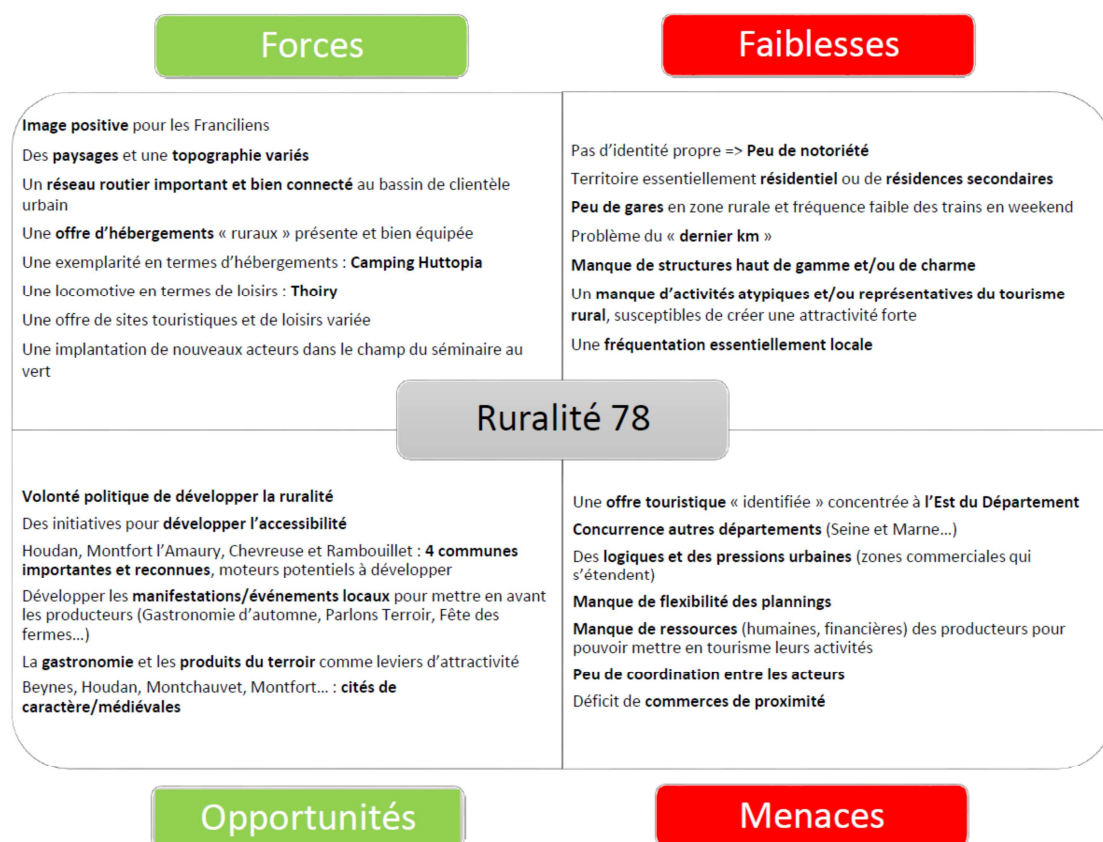 Forces
Faiblesses
Image positive pour les Franciliens
Des paysages et une topographie variés
Un réseau routier important et bien connecté au bassin de clientèle
urbain
Une offre d’hébergements « ruraux » présente et bien équipée
Une exemplarité en termes d’hébergements : Camping Huttopia
Une locomotive en termes de loisirs : Thoiry
Une offre de sites touristiques et de loisirs variée
Une implantation de nouveaux acteurs dans le champ du séminaire au
vert
Pas d’identité propre => Peu de notoriété
Territoire essentiellement résidentiel ou de résidences secondaires
Peu de gares en zone rurale et fréquence faible des trains en weekend
Problème du « dernier km »
Manque de structures haut de gamme et/ou de charme
Un manque d’activités atypiques et/ou représentatives du tourisme
rural, susceptibles de créer une attractivité forte
Une fréquentation essentiellement locale
Ruralité 78
Volonté politique de développer la ruralité
Des initiatives pour développer l’accessibilité
Houdan, Montfort l’Amaury, Chevreuse et Rambouillet : 4 communes
importantes et reconnues, moteurs potentiels à développer
Développer les manifestations/événements locaux pour mettre en avant
les producteurs (Gastronomie d’automne, Parlons Terroir, Fête des
fermes…)
La gastronomie et les produits du terroir comme leviers d’attractivité
Beynes, Houdan, Montchauvet, Montfort… : cités de
caractère/médiévales
Une offre touristique « identifiée » concentrée à l’Est du Département
Concurrence autres départements (Seine et Marne…)
Des logiques et des pressions urbaines (zones commerciales qui
s’étendent)
Manque de flexibilité des plannings
Manque de ressources (humaines, financières) des producteurs pour
pouvoir mettre en tourisme leurs activités
Peu de coordination entre les acteurs
Déficit de commerces de proximité
Opportunités
Menaces